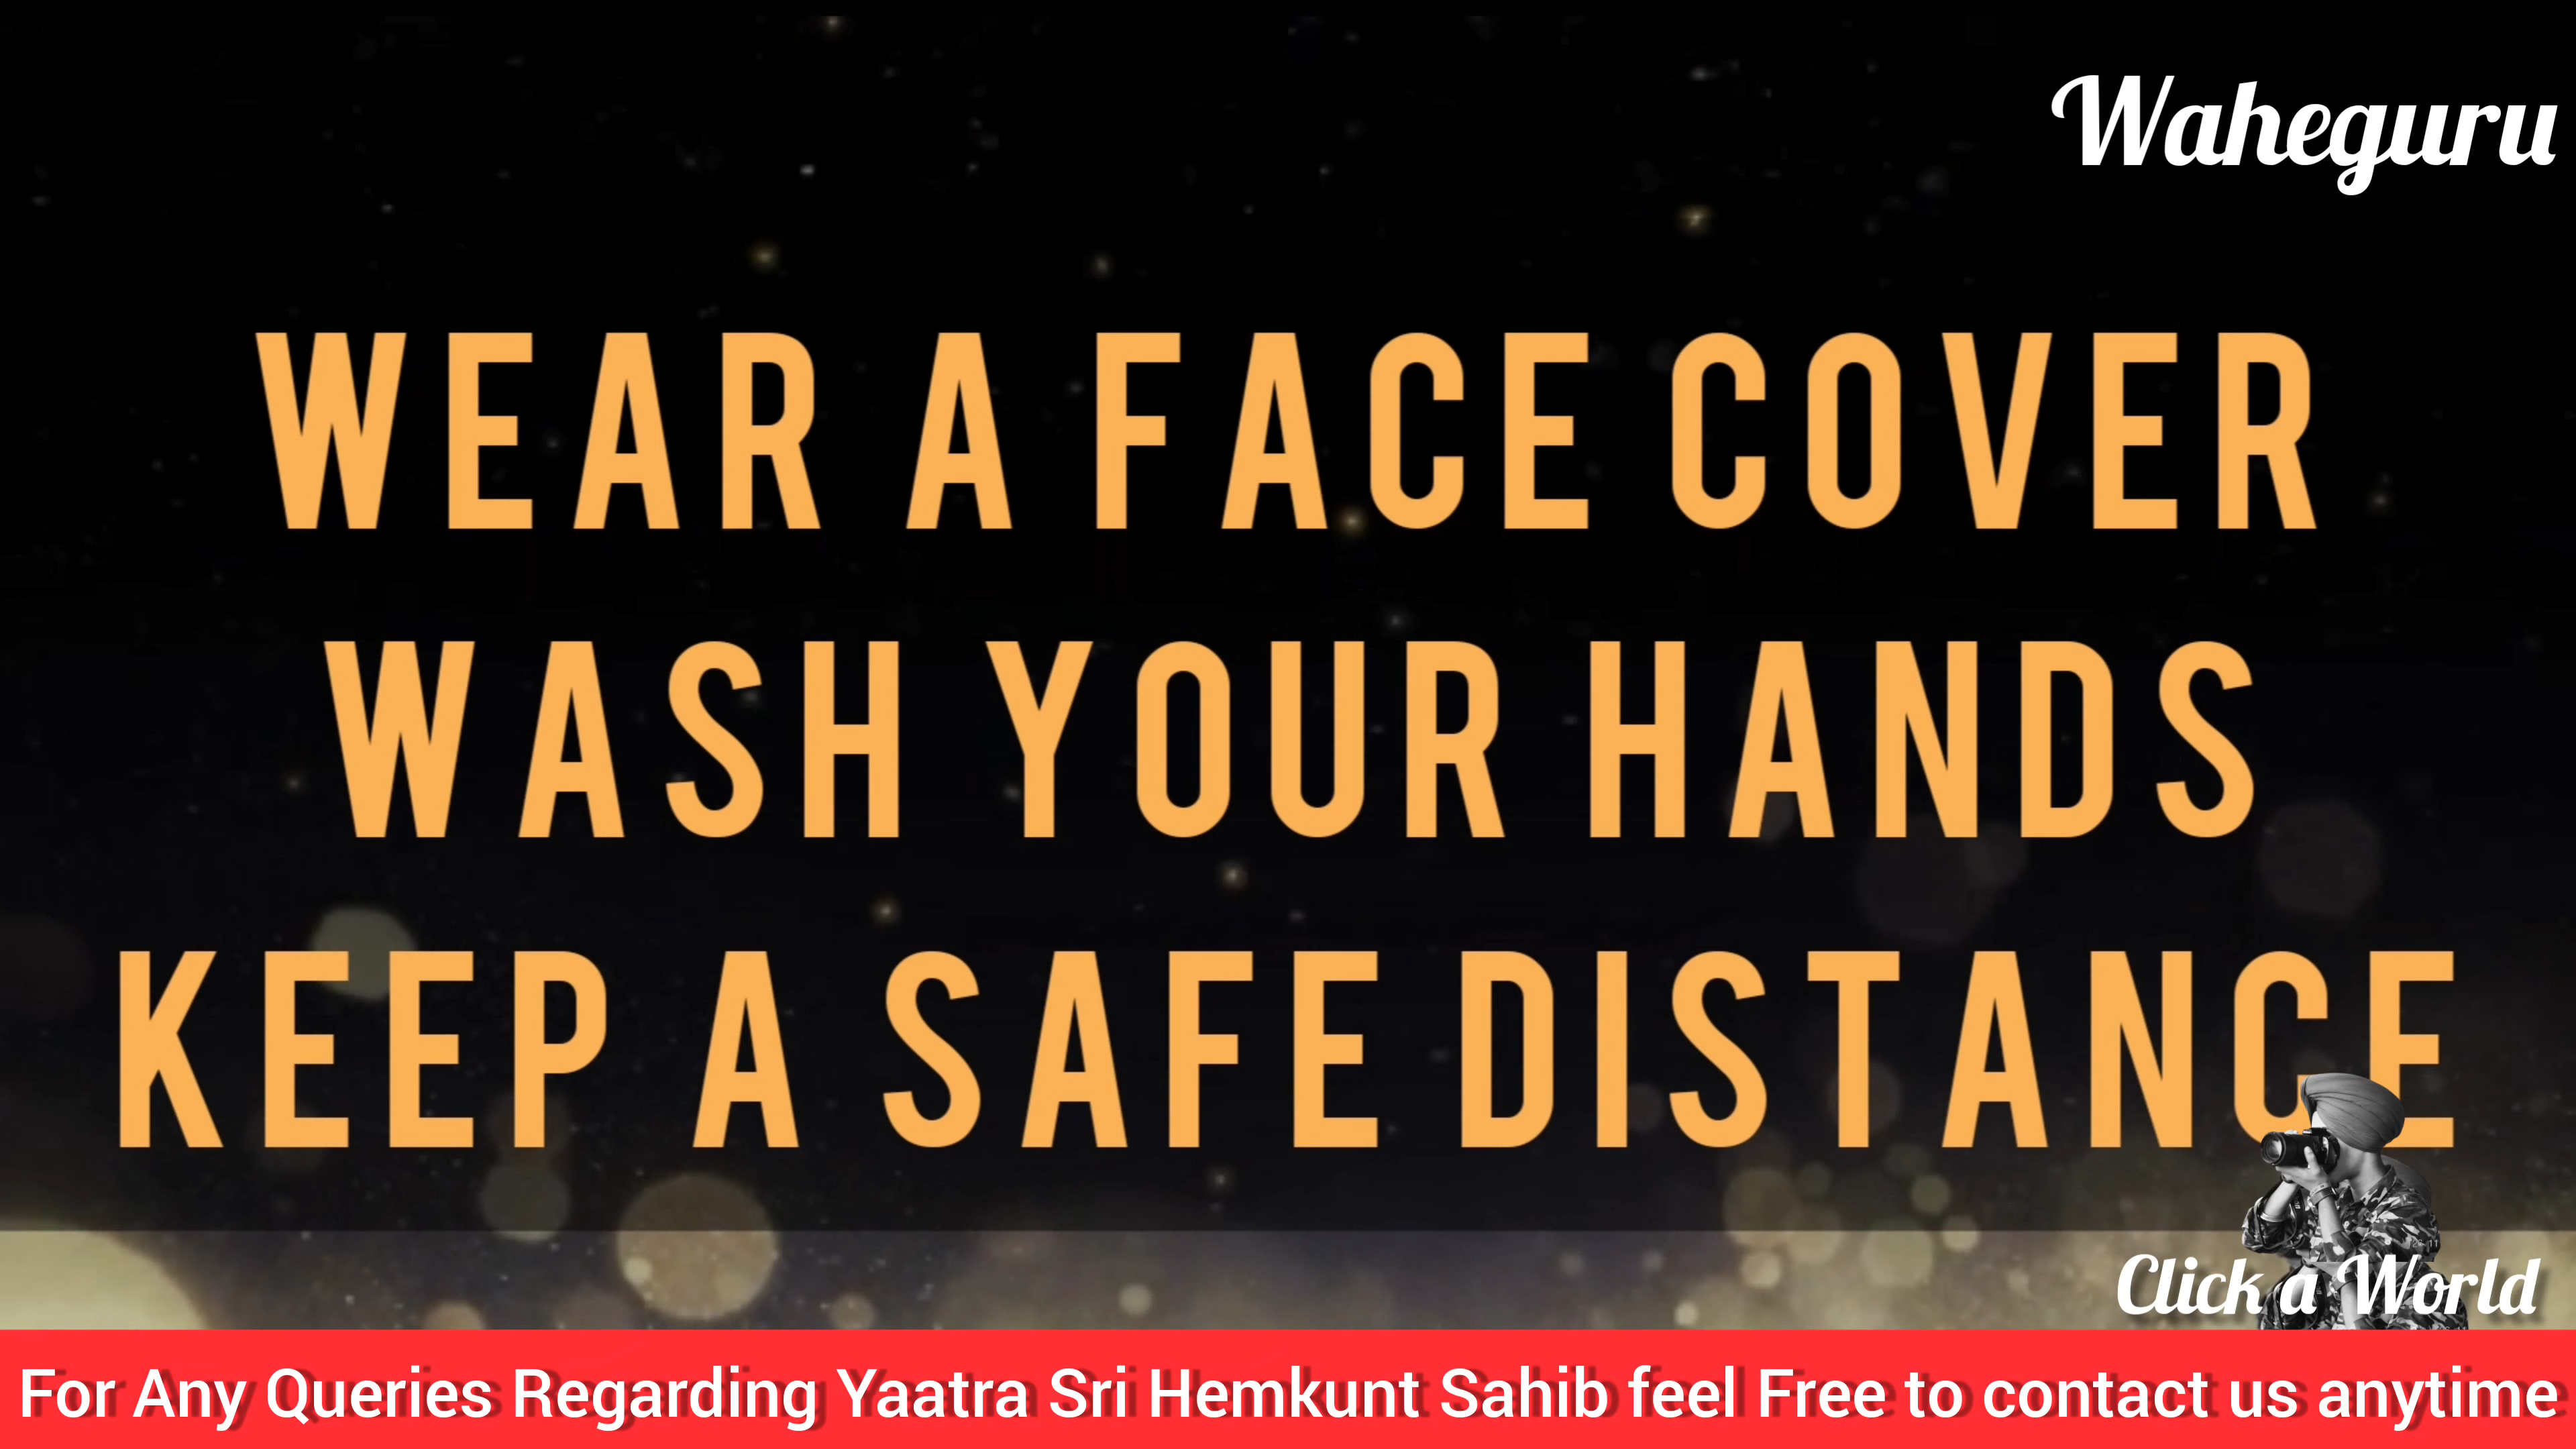 Waheguru
WEAR A FACE COVER
WASH YOUR HANDS
KEEP A SAFE DISTANCE
Click a World
For Any Queries Regarding Yaatra Sri Hemkunt Sahib feel Free to contact us anytime